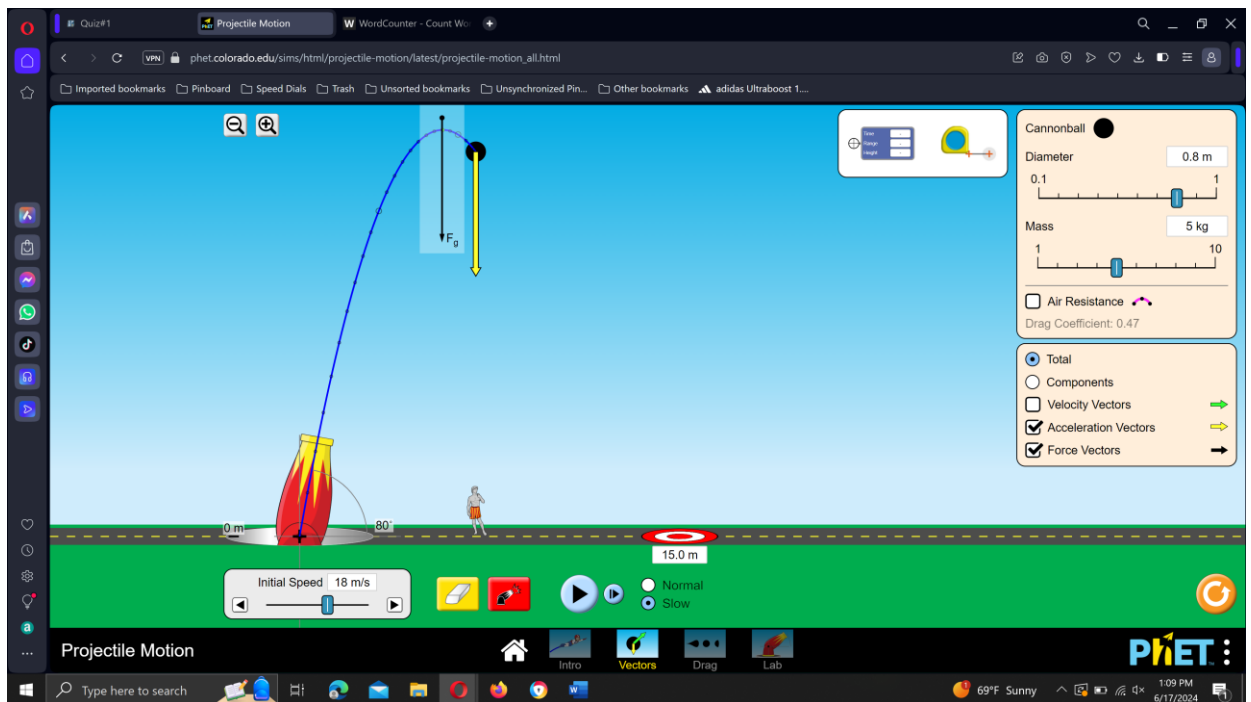 Quiz#1
Projectile Motion
W WordCounter - Count Wo
VPN
phet.colorado.edu/sims/html/projectile-motion/latest/projectile-motion_all.html
Imported bookmarks Pinboard Speed Dials Trash Unsorted bookmarks Unsynchronized Pin... Other bookmarks adidas Ultraboost 1....
Time -
Range -
Height -
Cannonball
Diameter 0.8 m
0.1 1
Mass 5 kg
1 10
Air Resistance
Drag Coefficient: 0.47
Total
Components
Velocity Vectors
Acceleration Vectors
Force Vectors
Fg
0 m
80°
15.0 m
Initial Speed 18 m/s
Normal
Slow
Projectile Motion
Intro
Vectors
Drag
Lab
PhET
Type here to search
69°F Sunny
1:09 PM
6/17/2024